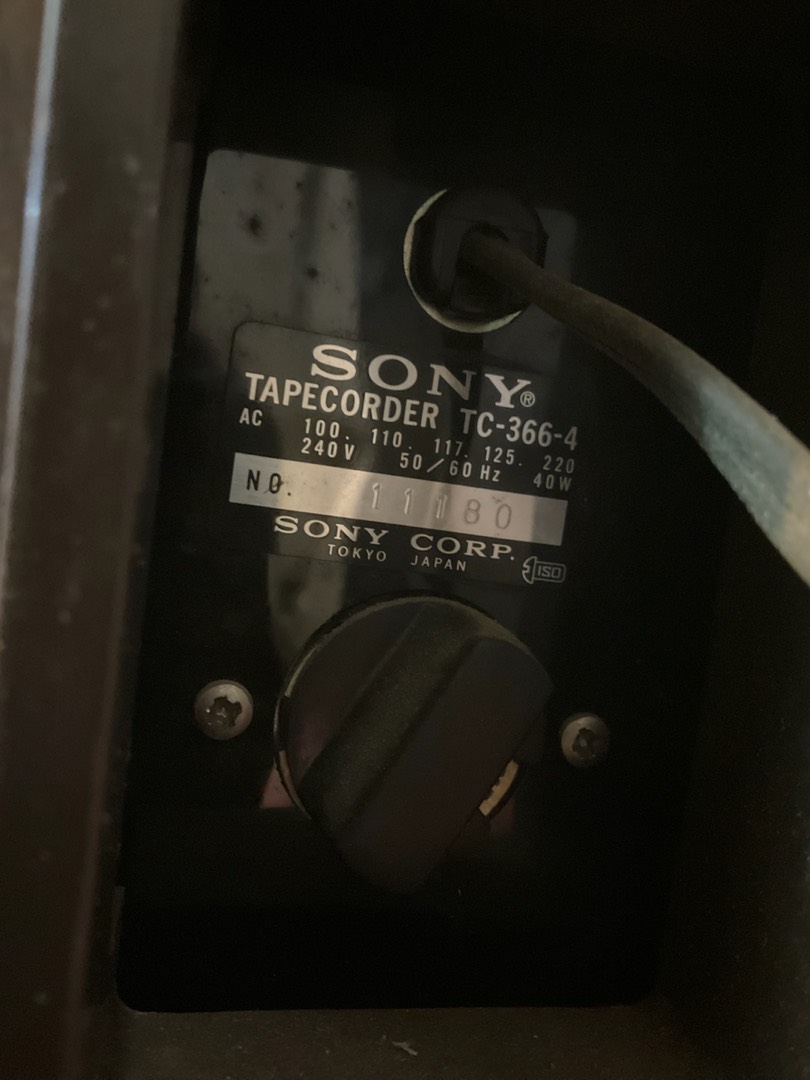 SONY®
TAPECORDER TC-366-4
AC 100. 110. 117. 125. 220
240V 50/60Hz 40W
NO. 11180
SONY CORP.
TOKYO JAPAN
ISO